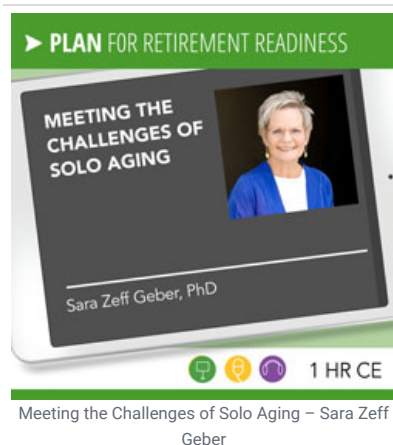 ➤ PLAN FOR RETIREMENT READINESS
MEETING THE
CHALLENGES OF
SOLO AGING
Sara Zeff Geber, PhD
1 HR CE
Meeting the Challenges of Solo Aging – Sara Zeff
Geber